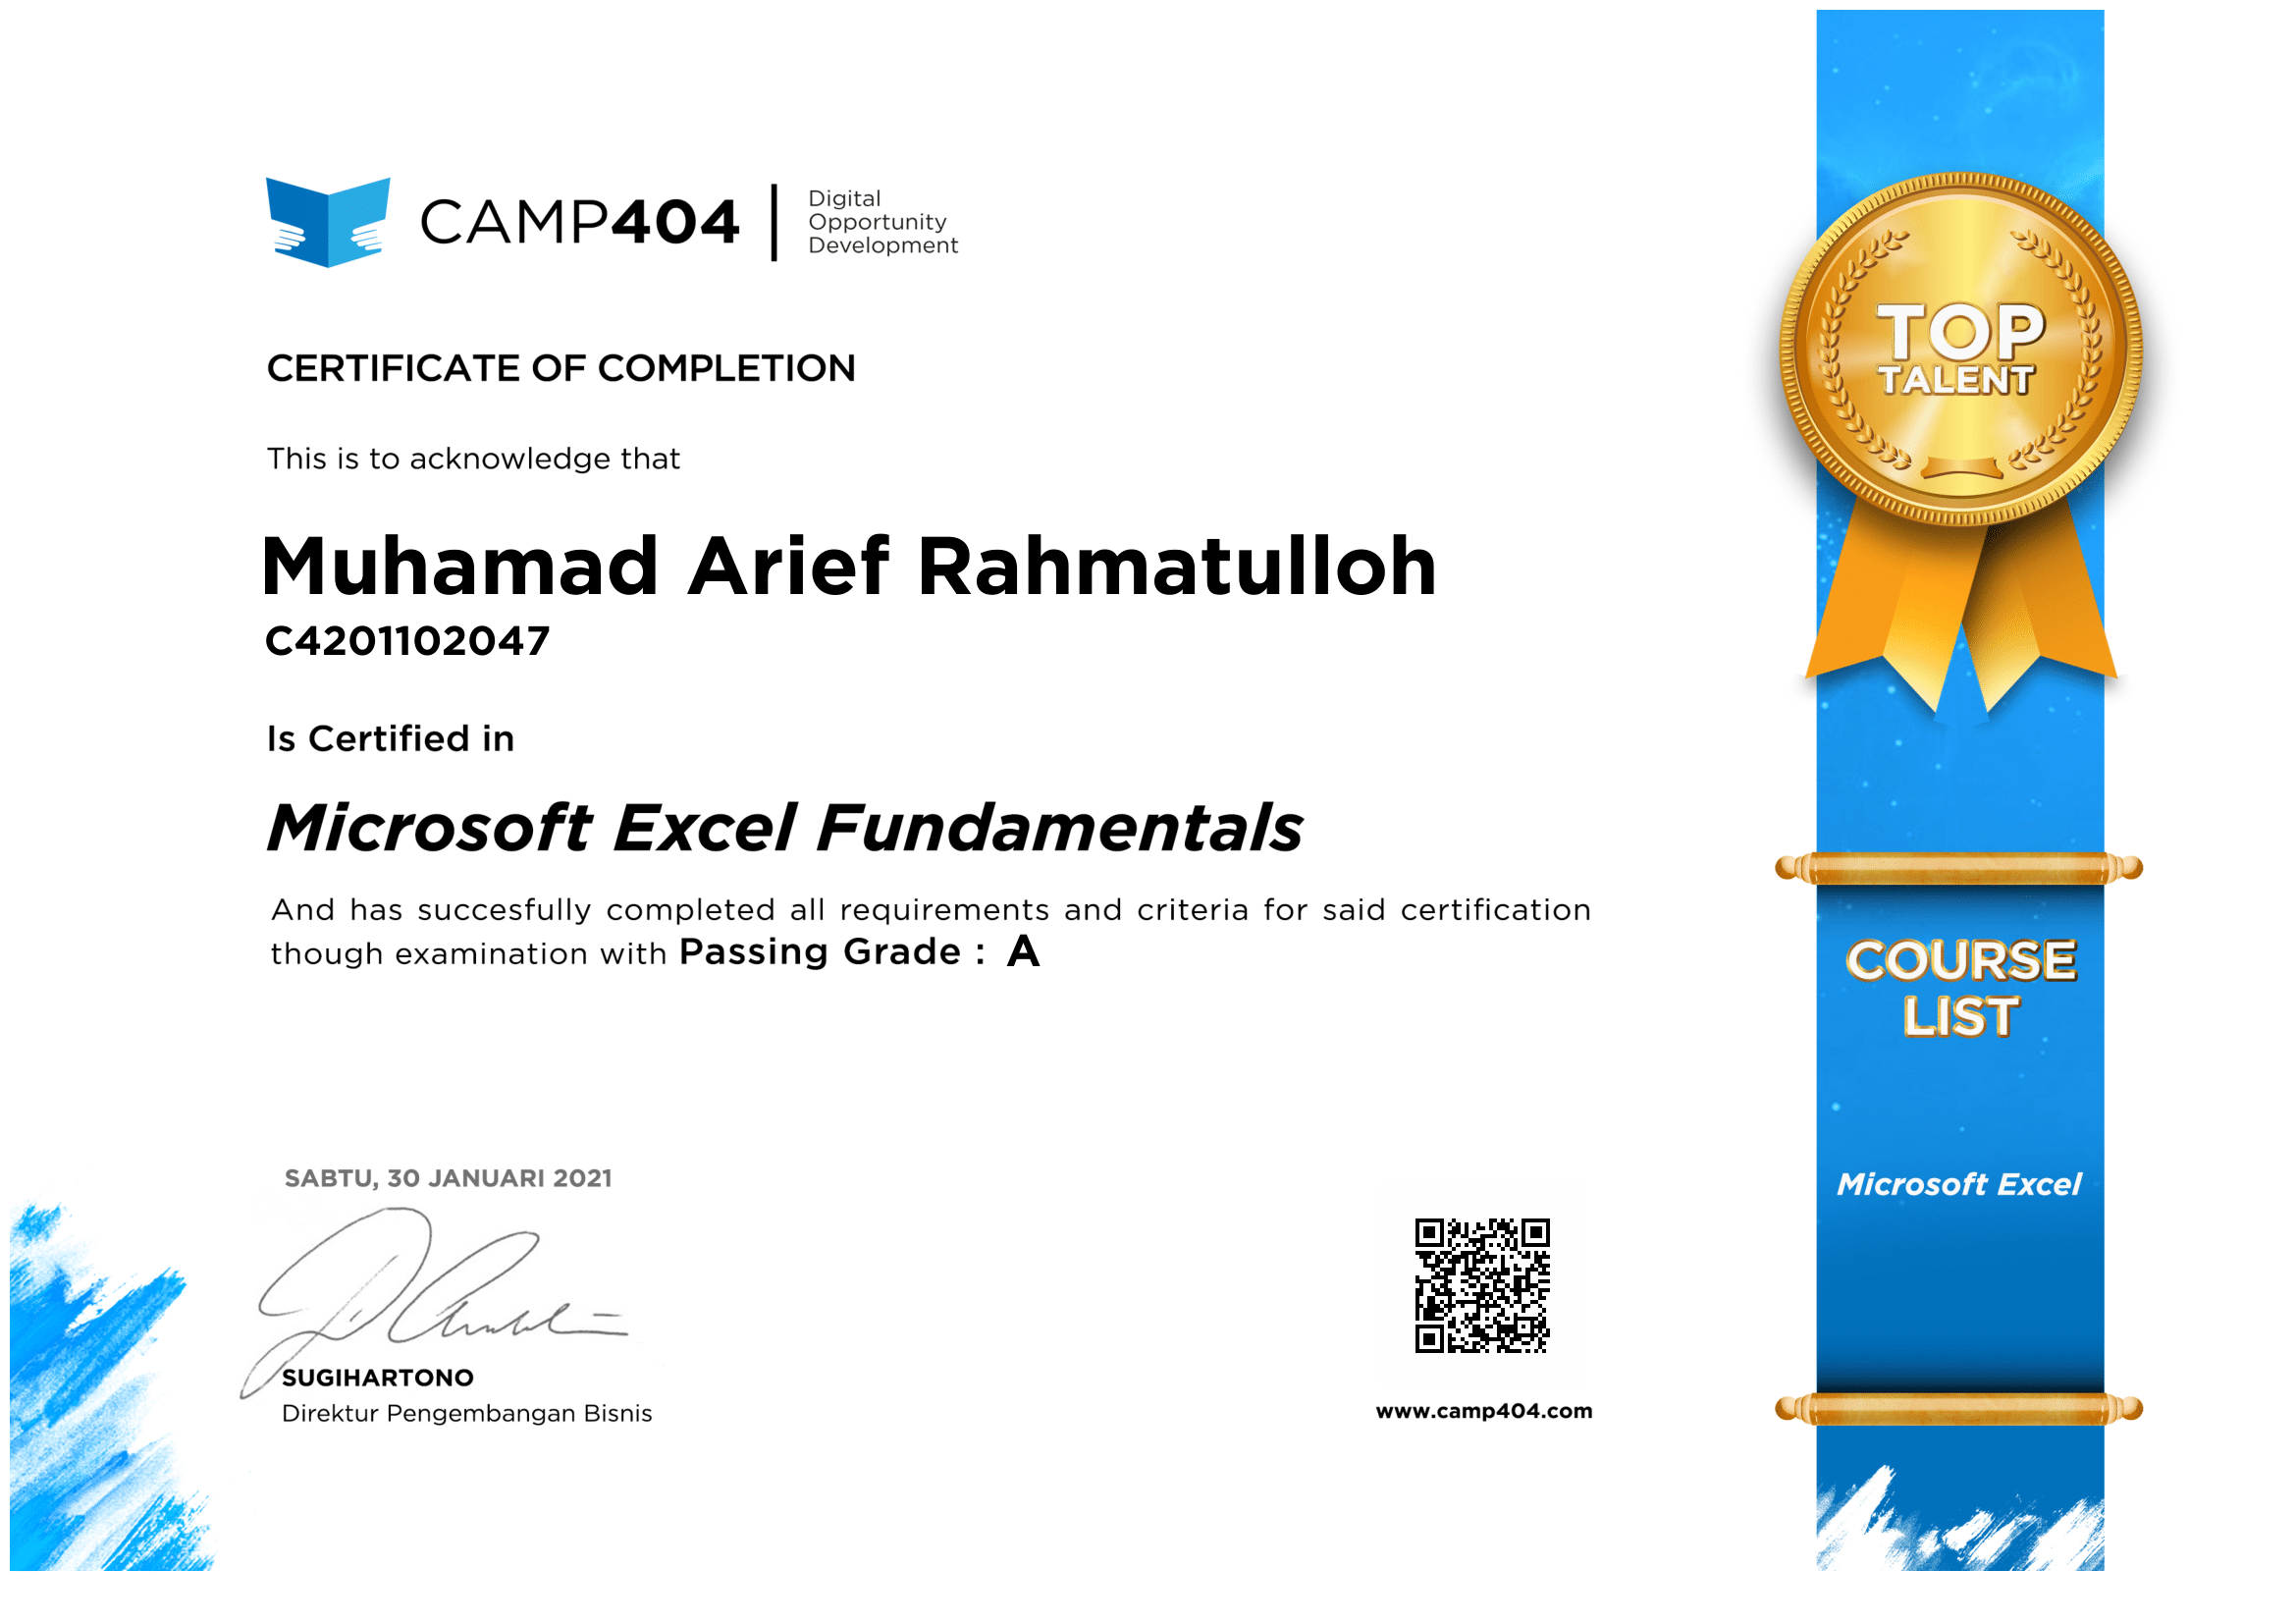 CAMP404
Digital
Opportunity
Development
CERTIFICATE OF COMPLETION
This is to acknowledge that
Muhamad Arief Rahmatulloh
C4201102047
Is Certified in
Microsoft Excel Fundamentals
And has succesfully completed all requirements and criteria for said certification
though examination with Passing Grade : A
SABTU, 30 JANUARI 2021
SUGIHARTONO
Direktur Pengembangan Bisnis
www.camp404.com
TOP
TALENT
COURSE
LIST
Microsoft Excel